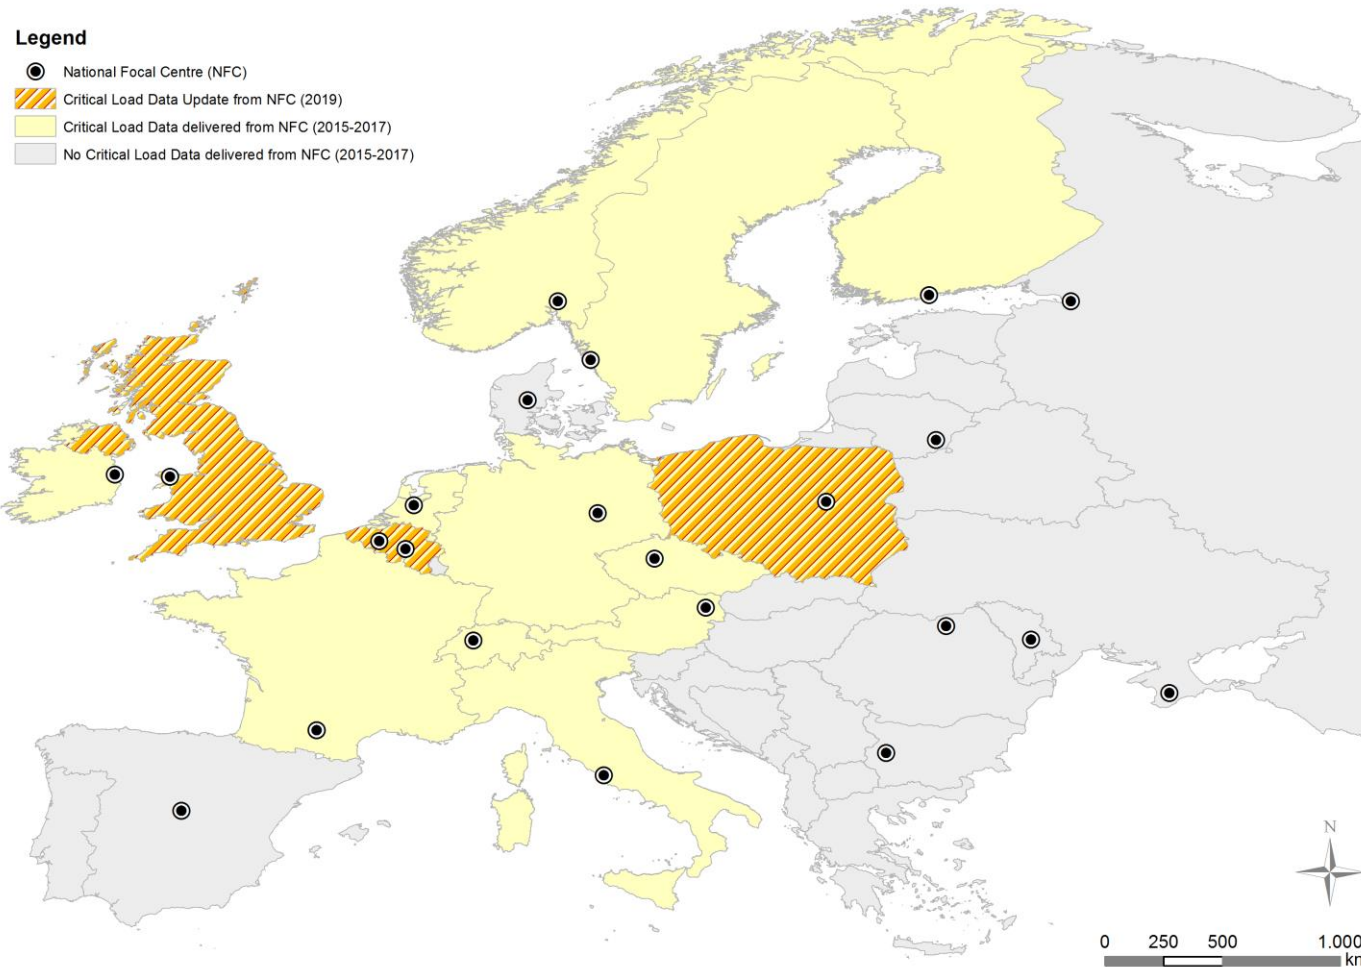 Legend
National Focal Centre (NFC)
Critical Load Data Update from NFC (2019)
Critical Load Data delivered from NFC (2015-2017)
No Critical Load Data delivered from NFC (2015-2017)
N
0 250 500 1.000
km